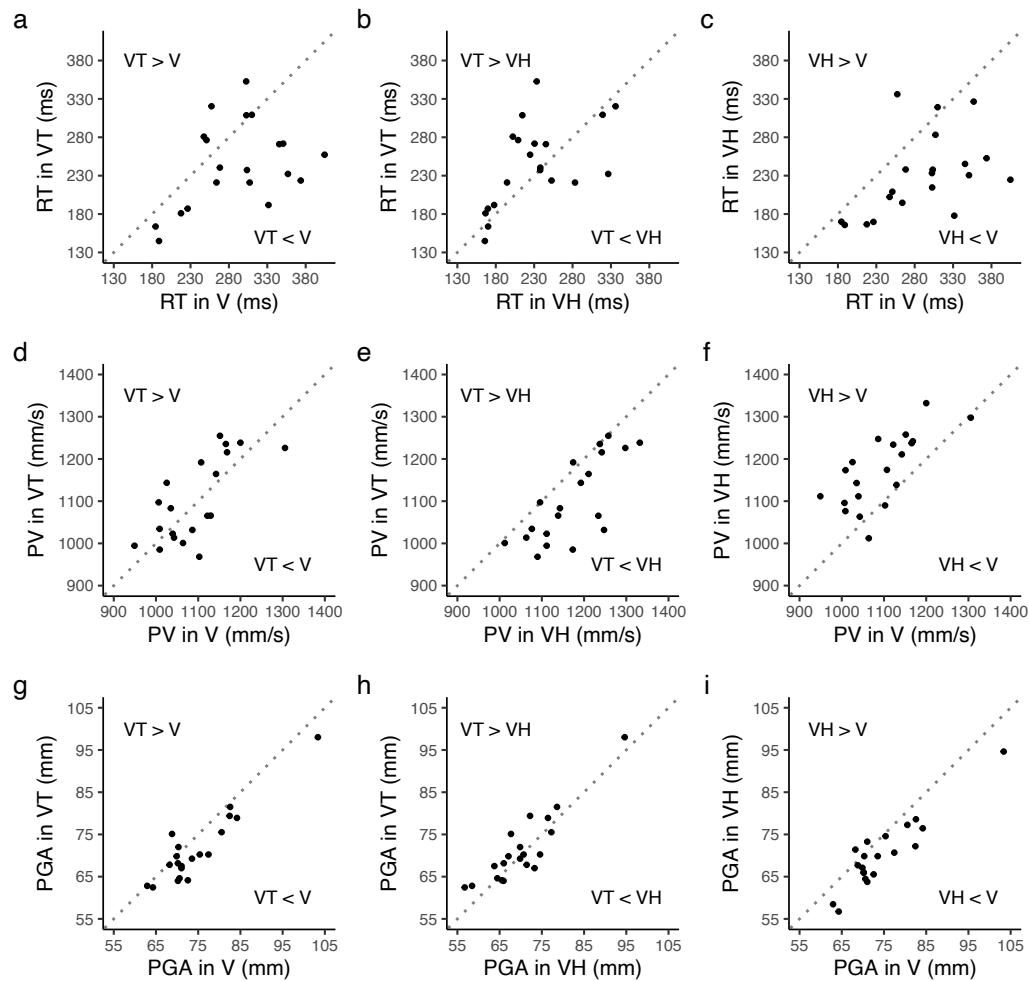 a
VT > V
VT < V
RT in VT (ms)
380
330
280
230
180
130
130 180 230 280 330 380
RT in V (ms)
b
VT > VH
VT < VH
RT in VT (ms)
380
330
280
230
180
130
130 180 230 280 330 380
RT in VH (ms)
c
VH > V
VH < V
RT in VH (ms)
380
330
280
230
180
130
130 180 230 280 330 380
RT in V (ms)
d
VT > V
VT < V
PV in VT (mm/s)
1400
1300
1200
1100
1000
900
900 1000 1100 1200 1300 1400
PV in V (mm/s)
e
VT > VH
VT < VH
PV in VT (mm/s)
1400
1300
1200
1100
1000
900
900 1000 1100 1200 1300 1400
PV in VH (mm/s)
f
VH > V
VH < V
PV in VH (mm/s)
1400
1300
1200
1100
1000
900
900 1000 1100 1200 1300 1400
PV in V (mm/s)
g
VT > V
VT < V
PGA in VT (mm)
105
95
85
75
65
55
55 65 75 85 95 105
PGA in V (mm)
h
VT > VH
VT < VH
PGA in VT (mm)
105
95
85
75
65
55
55 65 75 85 95 105
PGA in VH (mm)
i
VH > V
VH < V
PGA in VH (mm)
105
95
85
75
65
55
55 65 75 85 95 105
PGA in V (mm)